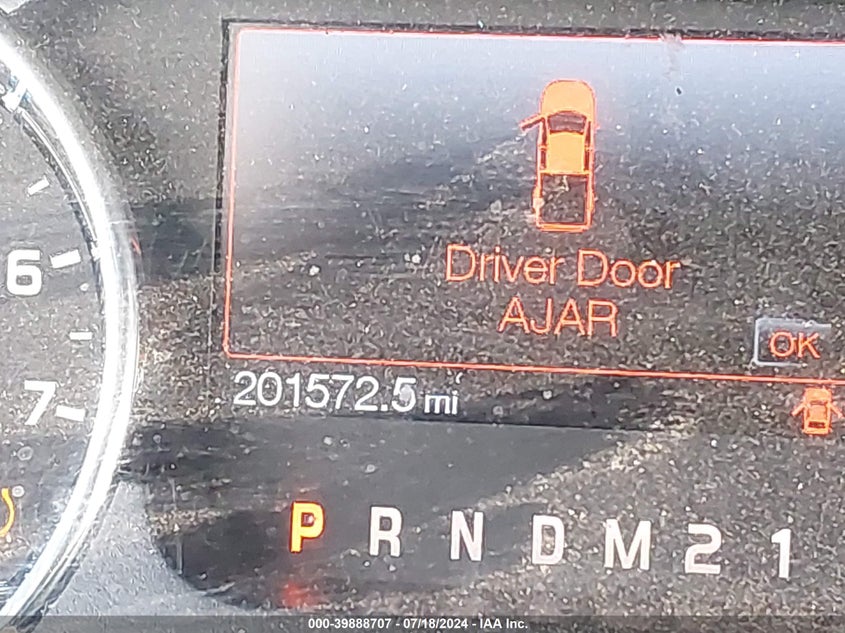 6
7
Driver Door
AJAR
OK
201572.5 mi
P R N D M 2 1
000-39888707 - 07/18/2024 - IAA Inc.